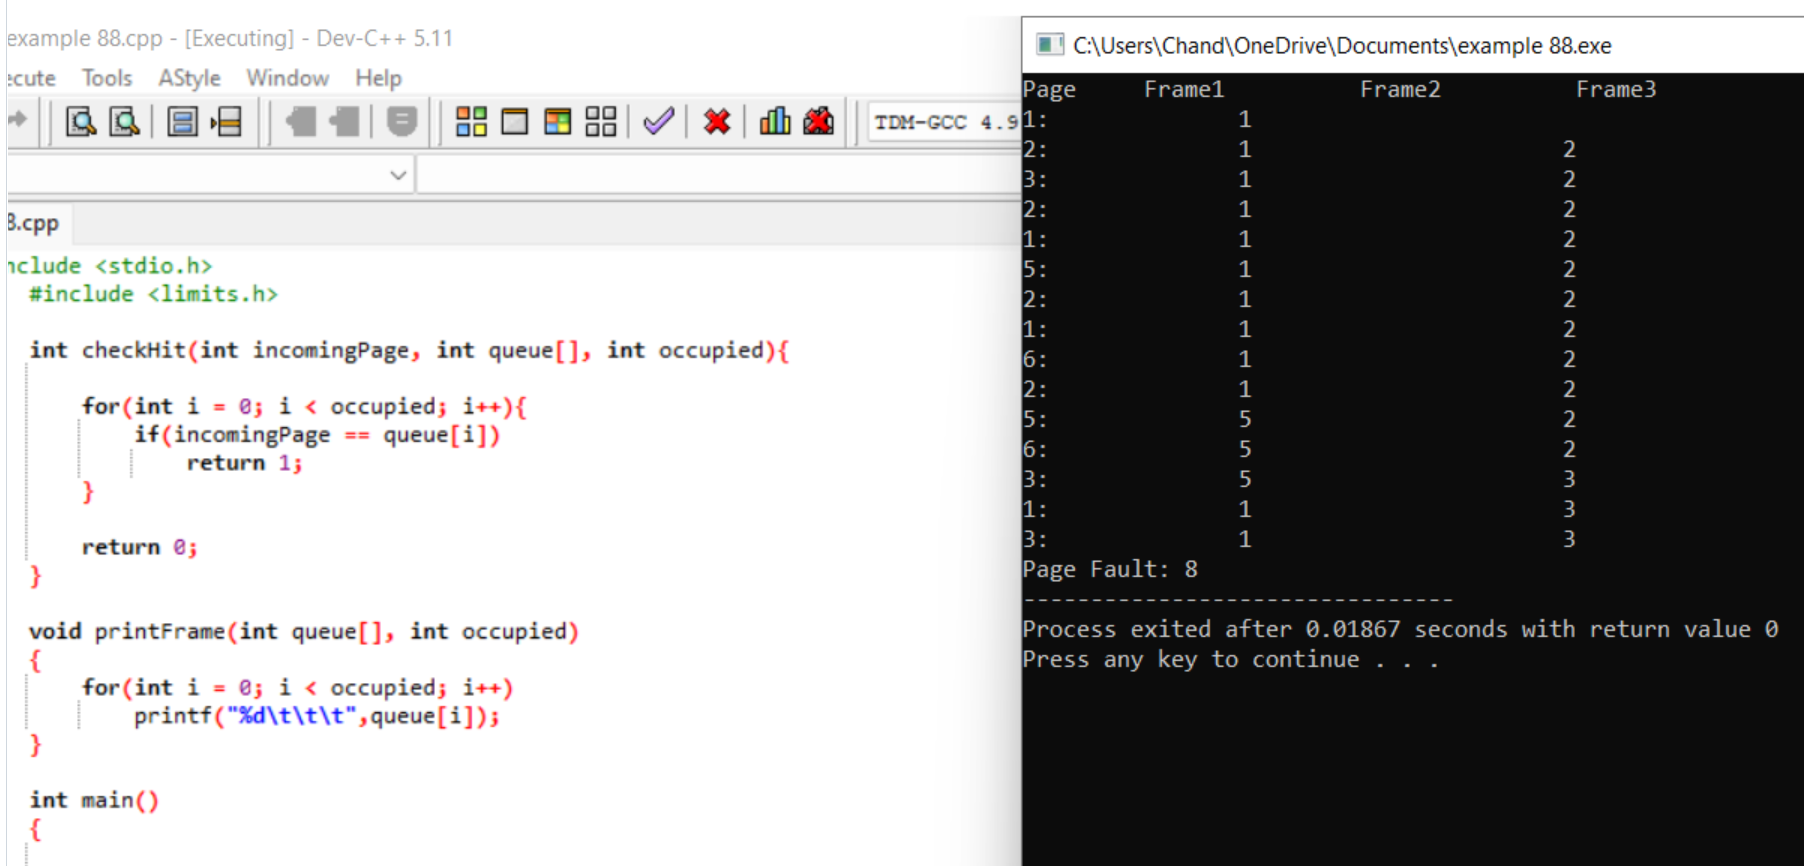 example 88.cpp - [Executing] - Dev-C++ 5.11
ecute Tools AStyle Window Help
TDM-GCC 4.9
8.cpp
nclude <stdio.h>
#include <limits.h>
int checkHit(int incomingPage, int queue[], int occupied){
for(int i = 0; i < occupied; i++){
if(incomingPage == queue[i])
return 1;
}
return 0;
}
void printFrame(int queue[], int occupied)
{
for(int i = 0; i < occupied; i++)
printf("%d\t\t\t",queue[i]);
}
int main()
{
C:\Users\Chand\OneDrive\Documents\example 88.exe
Page Frame1 Frame2 Frame3
1: 1
2: 1 2
3: 1 2
2: 1 2
1: 1 2
5: 1 2
2: 1 2
1: 1 2
6: 1 2
2: 1 2
5: 5 2
6: 5 2
3: 5 3
1: 1 3
3: 1 3
Page Fault: 8
--------------------------------
Process exited after 0.01867 seconds with return value 0
Press any key to continue . . .